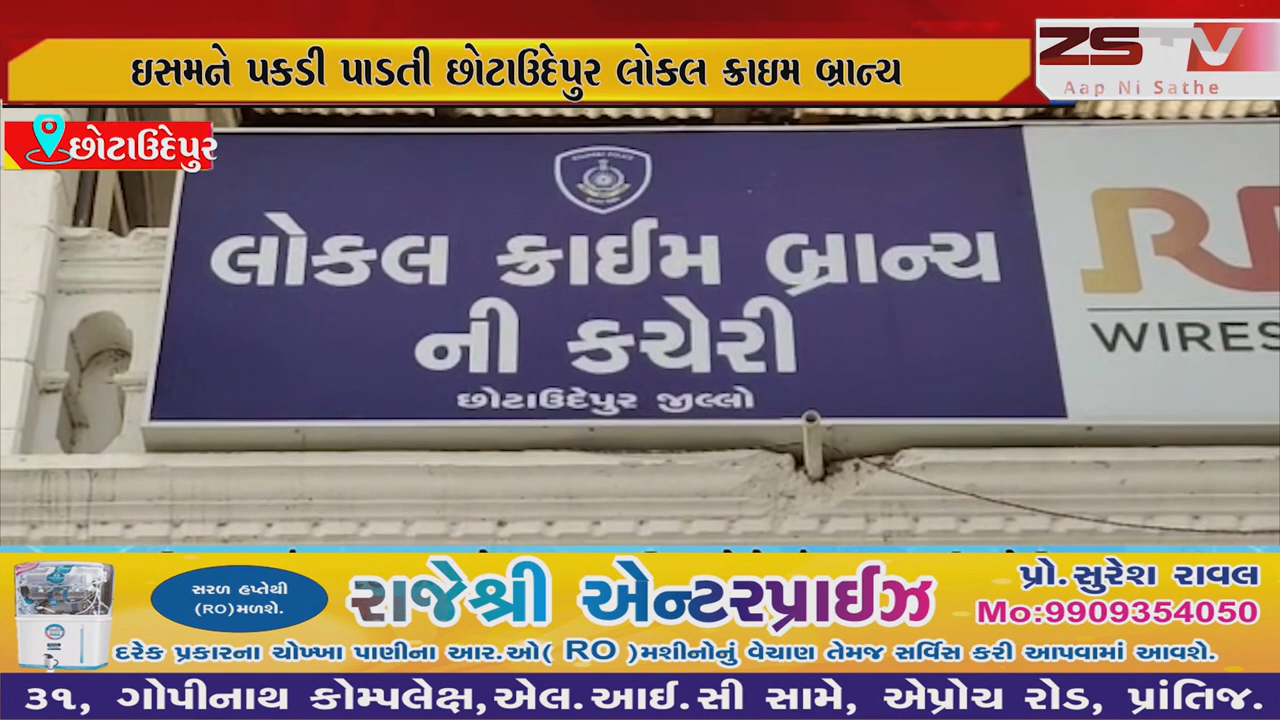 ઇસમને પકડી પાડતી છોટાઉદેપુર લોકલ ક્રાઇમ બ્રાન્ચ
ZS TV
Aap Ni Sathe
છોટાઉદેપુર
લોકલ ક્રાઈમ બ્રાન્ચ
ની કચેરી
છોટાઉદેપુર જીલ્લો
WIRES
સરળ હપ્તેથી
(RO)મળશે.
રાજેશ્રી એન્ટરપ્રાઈઝ
પ્રો.સુરેશ રાવલ
Mo:9909354050
દરેક પ્રકારના ચોખ્ખા પાણીના આર.ઓ( RO )મશીનોનું વેચાણ તેમજ સર્વિસ કરી આપવામાં આવશે.
૩૧, ગોપીનાથ કોમ્પલેક્ષ,એલ.આઈ.સી સામે, એપ્રોચ રોડ, પ્રાંતિજ.